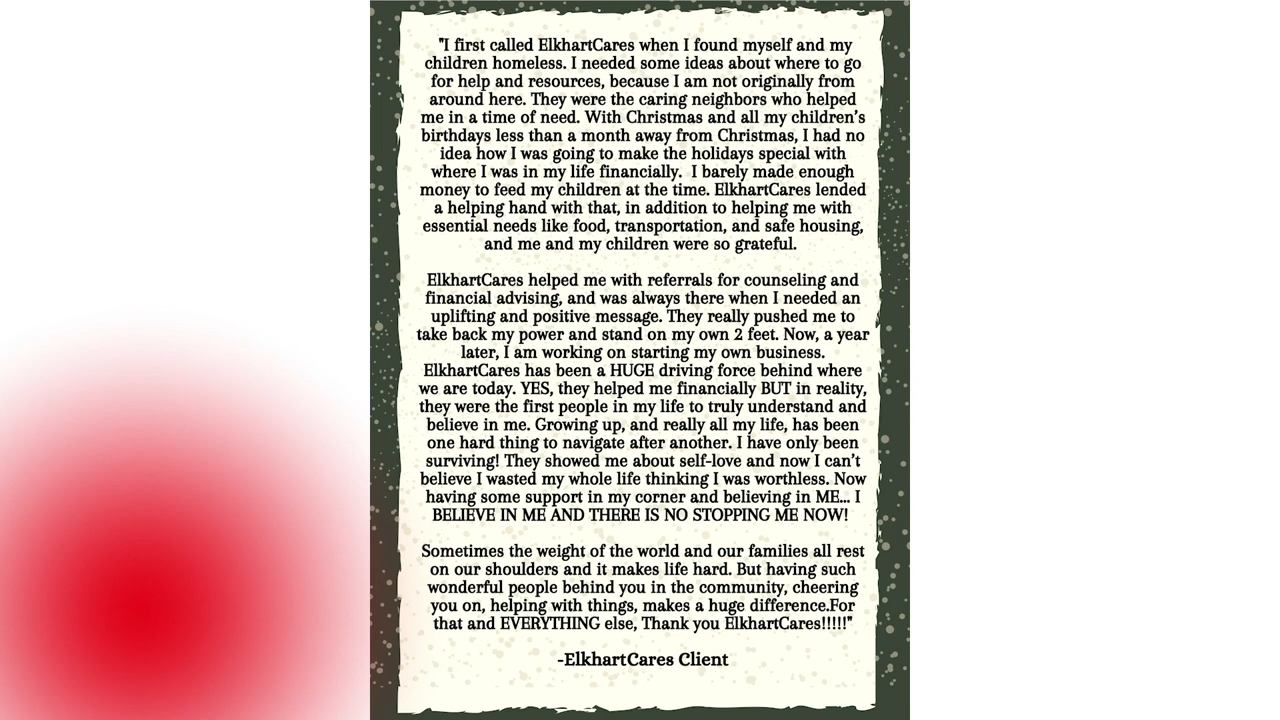 "I first called ElkhartCares when I found myself and my
children homeless. I needed some ideas about where to go
for help and resources, because I am not originally from
around here. They were the caring neighbors who helped
me in a time of need. With Christmas and all my children's
birthdays less than a month away from Christmas, I had no
idea how I was going to make the holidays special with
where I was in my life financially.  I barely made enough
money to feed my children at the time. ElkhartCares lended
a helping hand with that, in addition to helping me with
essential needs like food, transportation, and safe housing,
and me and my children were so grateful.
ElkhartCares helped me with referrals for counseling and
financial advising, and was always there when I needed an
uplifting and positive message. They really pushed me to
take back my power and stand on my own 2 feet. Now, a year
later, I am working on starting my own business.
ElkhartCares has been a HUGE driving force behind where
we are today. YES, they helped me financially BUT in reality,
they were the first people in my life to truly understand and
believe in me. Growing up, and really all my life, has been
one hard thing to navigate after another. I have only been
surviving! They showed me about self-love and now I can't
believe I wasted my whole life thinking I was worthless. Now
having some support in my corner and believing in ME... I
BELIEVE IN ME AND THERE IS NO STOPPING ME NOW!
Sometimes the weight of the world and our families all rest
on our shoulders and it makes life hard. But having such
wonderful people behind you in the community, cheering
you on, helping with things, makes a huge difference.For
that and EVERYTHING else, Thank you ElkhartCares!!!!!"
-ElkhartCares Client